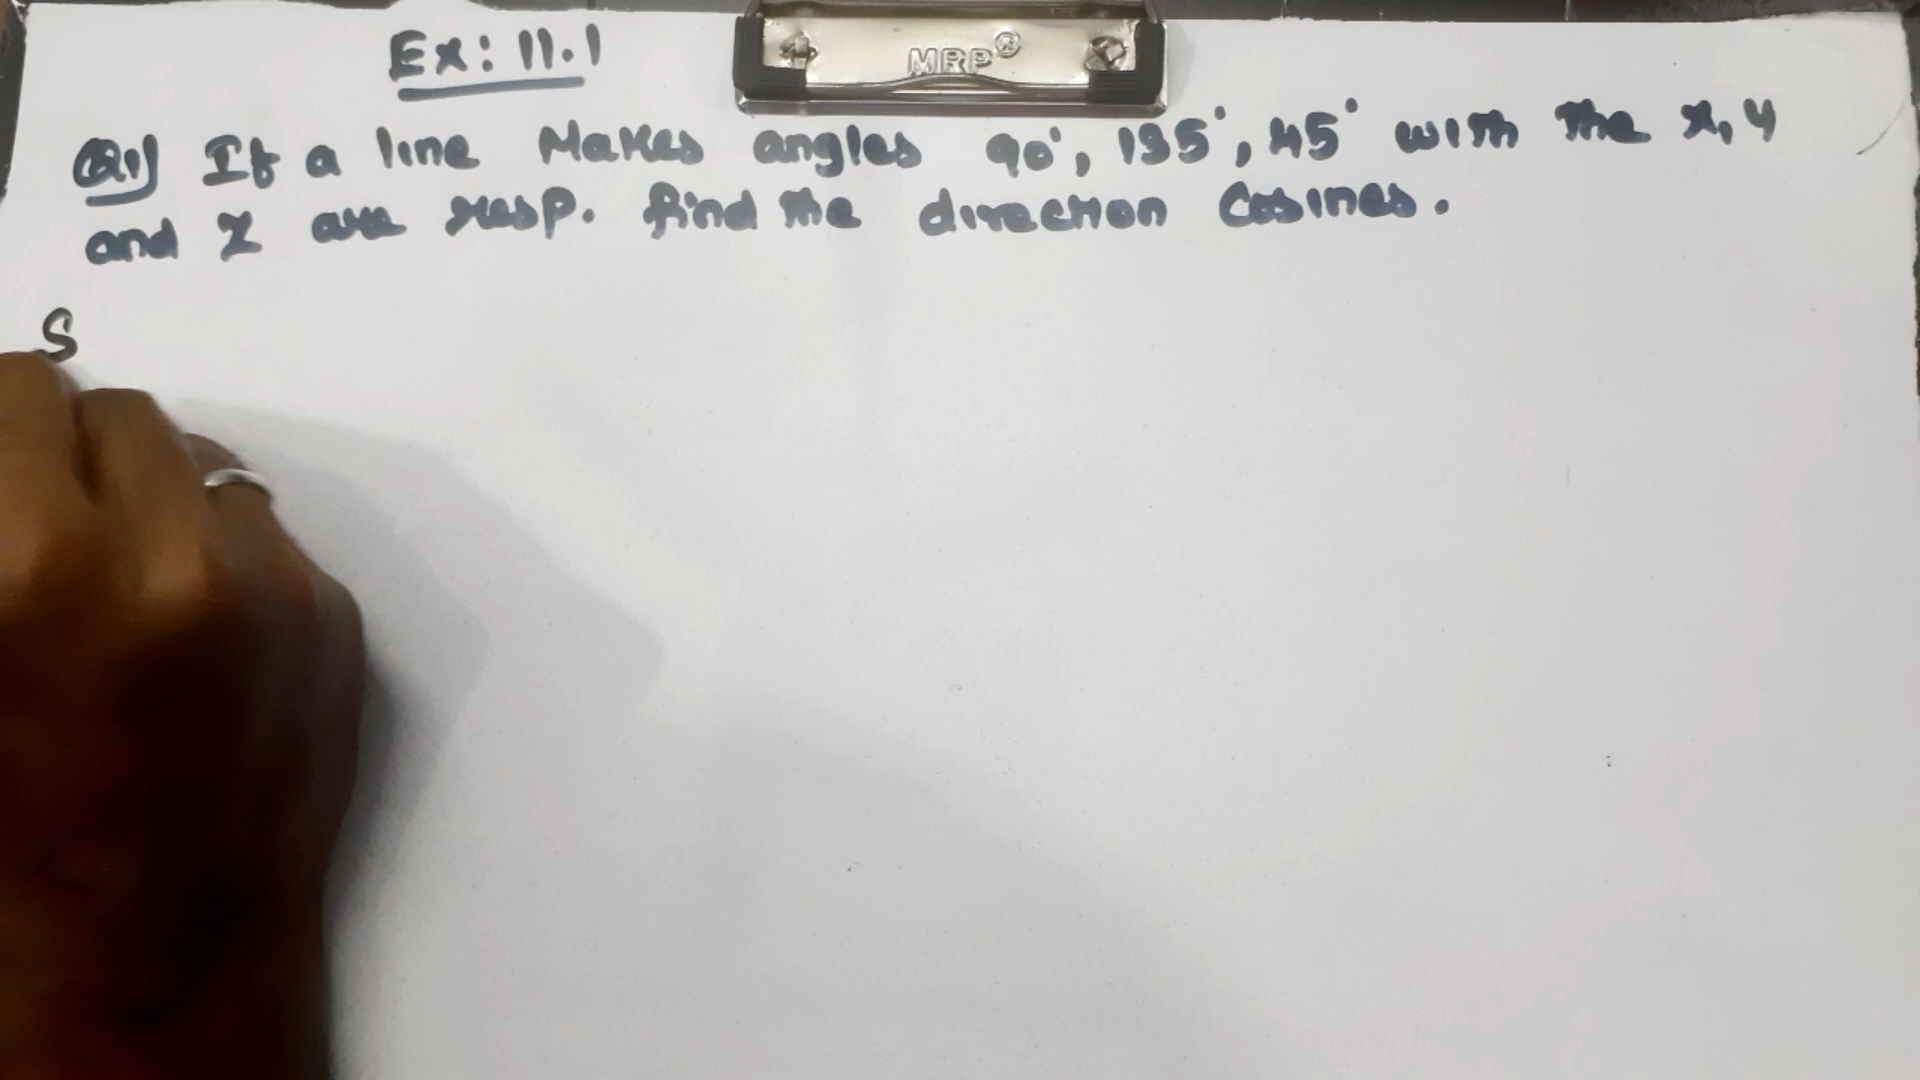 Ex: 11.1
MRP®
Q1) If a line Makes angles 90°, 135°, 45° with the x, y
and z are resp. find the direction Cosines.
S